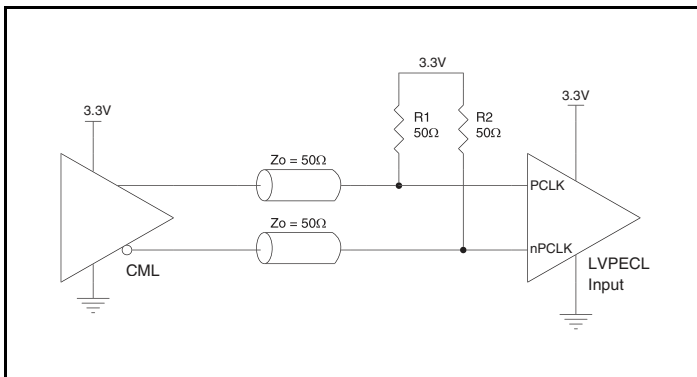 3.3V
3.3V
3.3V
R1
50Ω
R2
50Ω
Zo = 50Ω
PCLK
Zo = 50Ω
nPCLK
CML
LVPECL
Input